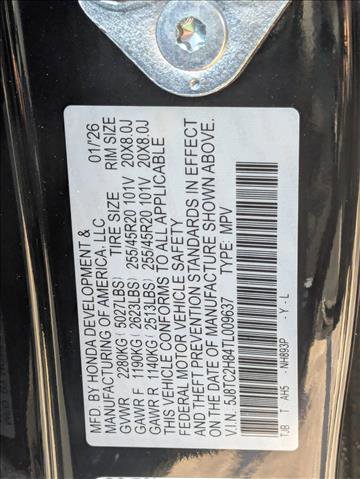 MFD. BY HONDA DEVELOPMENT & 01/'26
MANUFACTURING OF AMERICA, LLC
TIRE SIZE RIM SIZE
GVWR 2280KG ( 5027LBS)
GAWR F 1190KG ( 2623LBS) 255/45R20 101V 20X8.0J
GAWR R 1140KG ( 2513LBS) 255/45R20 101V 20X8.0J
THIS VEHICLE CONFORMS TO ALL APPLICABLE
FEDERAL MOTOR VEHICLE SAFETY
AND THEFT PREVENTION STANDARDS IN EFFECT
ON THE DATE OF MANUFACTURE SHOWN ABOVE.
V.I.N.: 5J8TC2H84TL009637 TYPE: MPV
TJB T AH5 -NH893P -Y-L